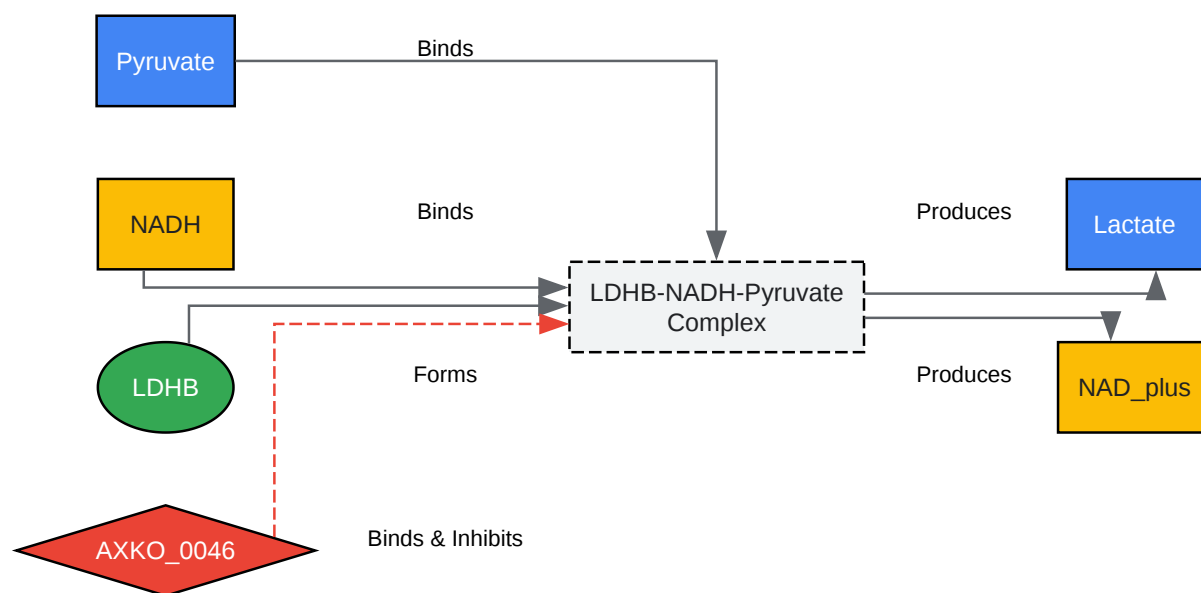 Pyruvate
Binds
NADH
Binds
Produces
Lactate
LDHB-NADH-Pyruvate
Complex
LDHB
Forms
Produces
NAD_plus
AXKO_0046
Binds & Inhibits